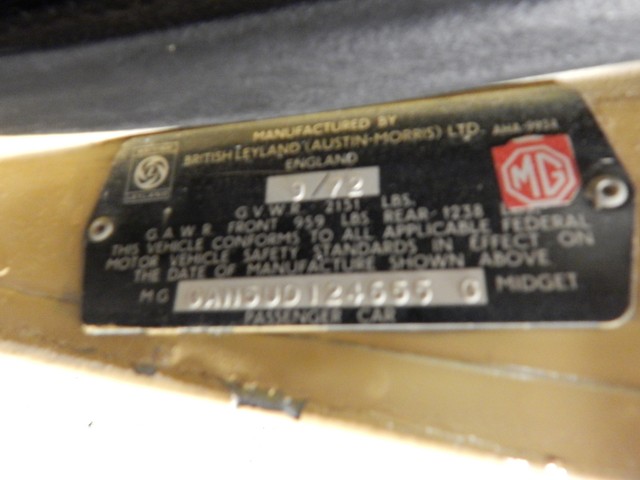 MANUFACTURED BY
BRITISH LEYLAND (AUSTIN-MORRIS) LTD.
ENGLAND
LEYLAND
MG
9/72
G.V.W.R. 2151 LBS.
G.A.W.R. FRONT 959 LBS REAR 1238
THIS VEHICLE CONFORMS TO ALL APPLICABLE FEDERAL
MOTOR VEHICLE SAFETY STANDARDS IN EFFECT ON
THE DATE OF MANUFACTURE SHOWN ABOVE
MG GAN5UD124555 G MIDGET
PASSENGER CAR